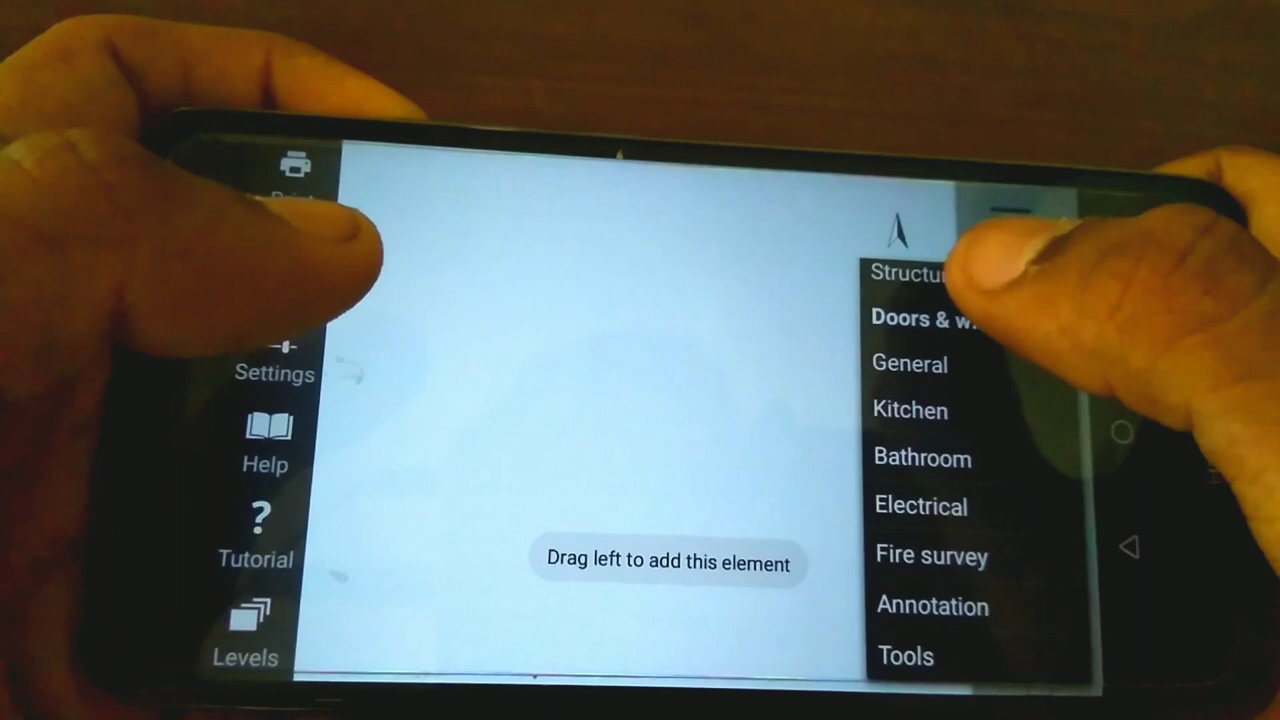 Settings
Help
?
Tutorial
Levels
Drag left to add this element
Doors &
General
Kitchen
Bathroom
Electrical
Fire survey
Annotation
Tools